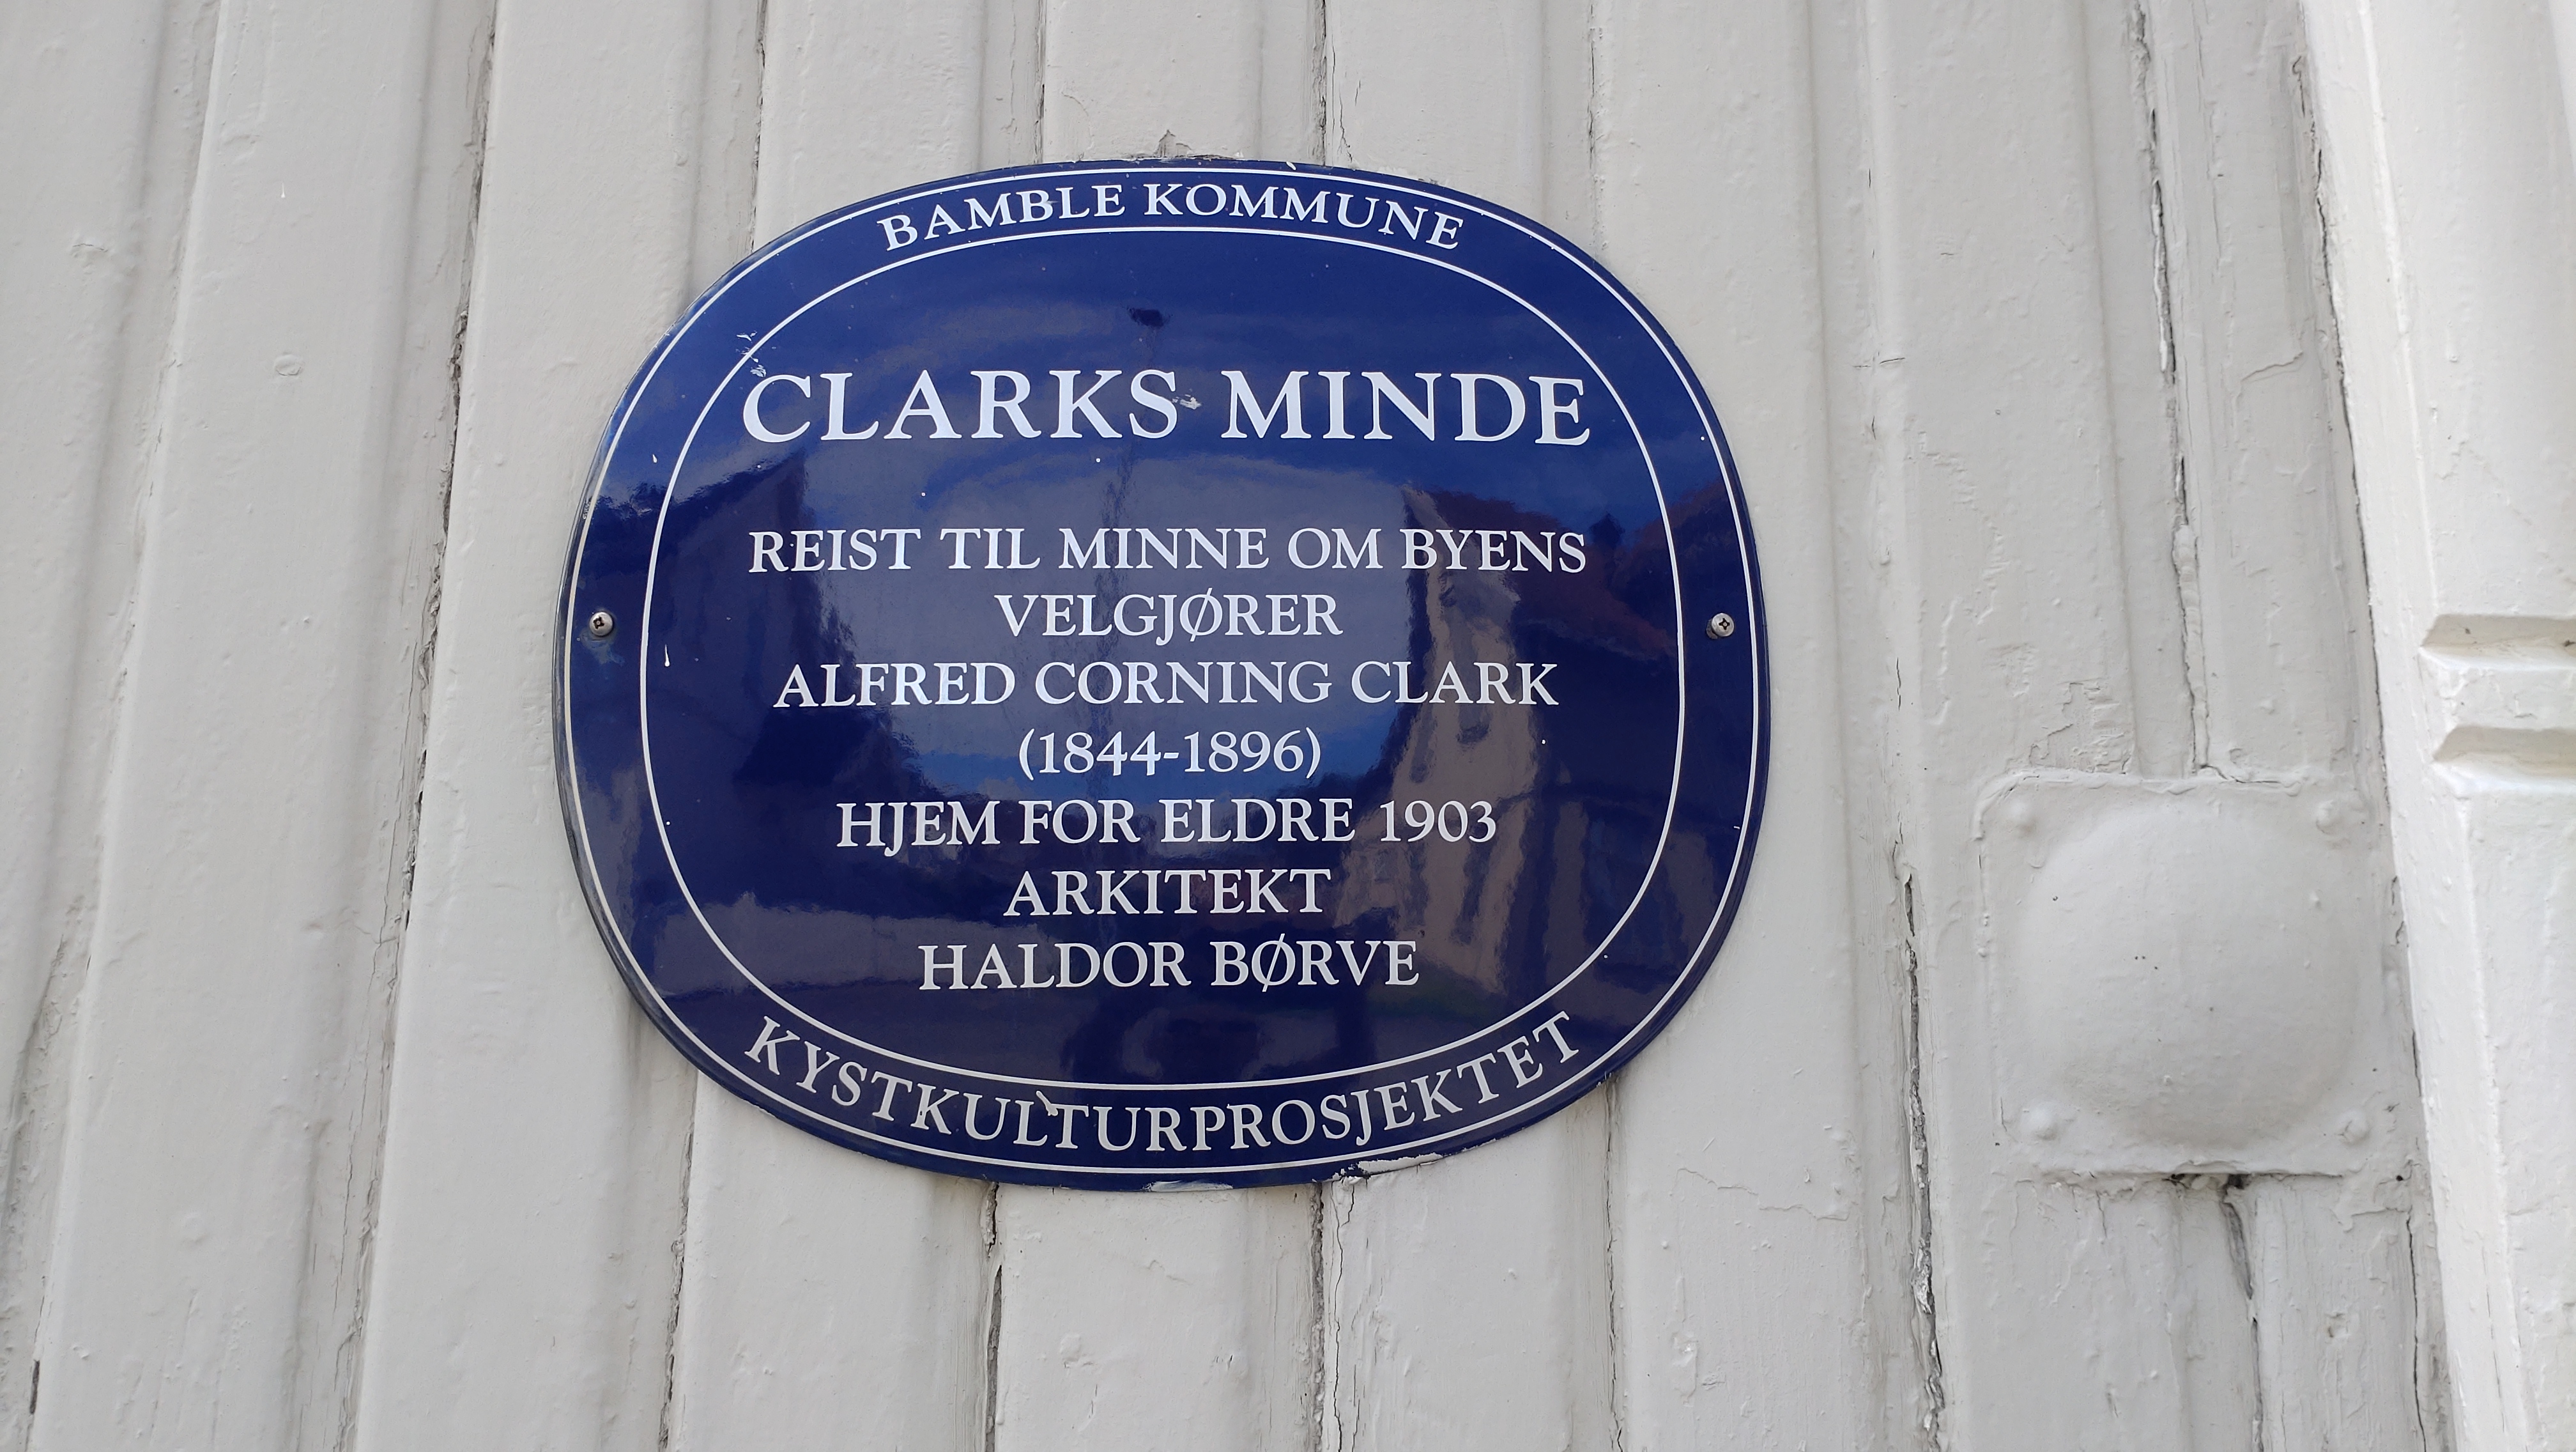 BAMBLE KOMMUNE
CLARKS MINDE
REIST TIL MINNE OM BYENS
VELGJØRER
ALFRED CORNING CLARK
(1844-1896)
HJEM FOR ELDRE 1903
ARKITEKT
HALDOR BØRVE
KYSTKULTURPROSJEKTET